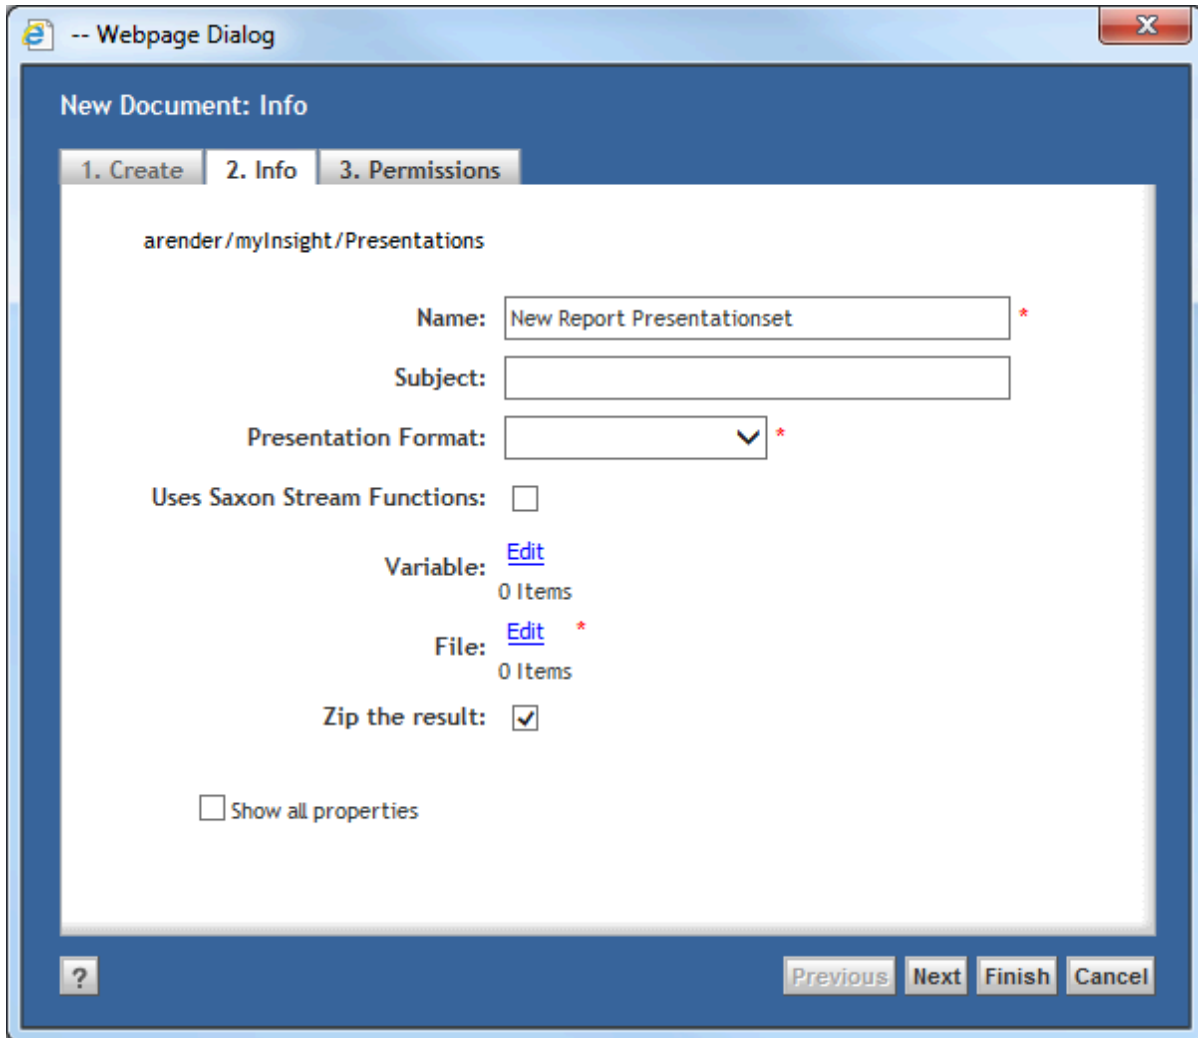 -- Webpage Dialog
X
New Document: Info
1. Create 2. Info 3. Permissions
arender/myInsight/Presentations
Name: New Report Presentationset *
Subject:
Presentation Format: *
Uses Saxon Stream Functions:
Variable: Edit
0 Items
File: Edit *
0 Items
Zip the result:
Show all properties
? Previous Next Finish Cancel